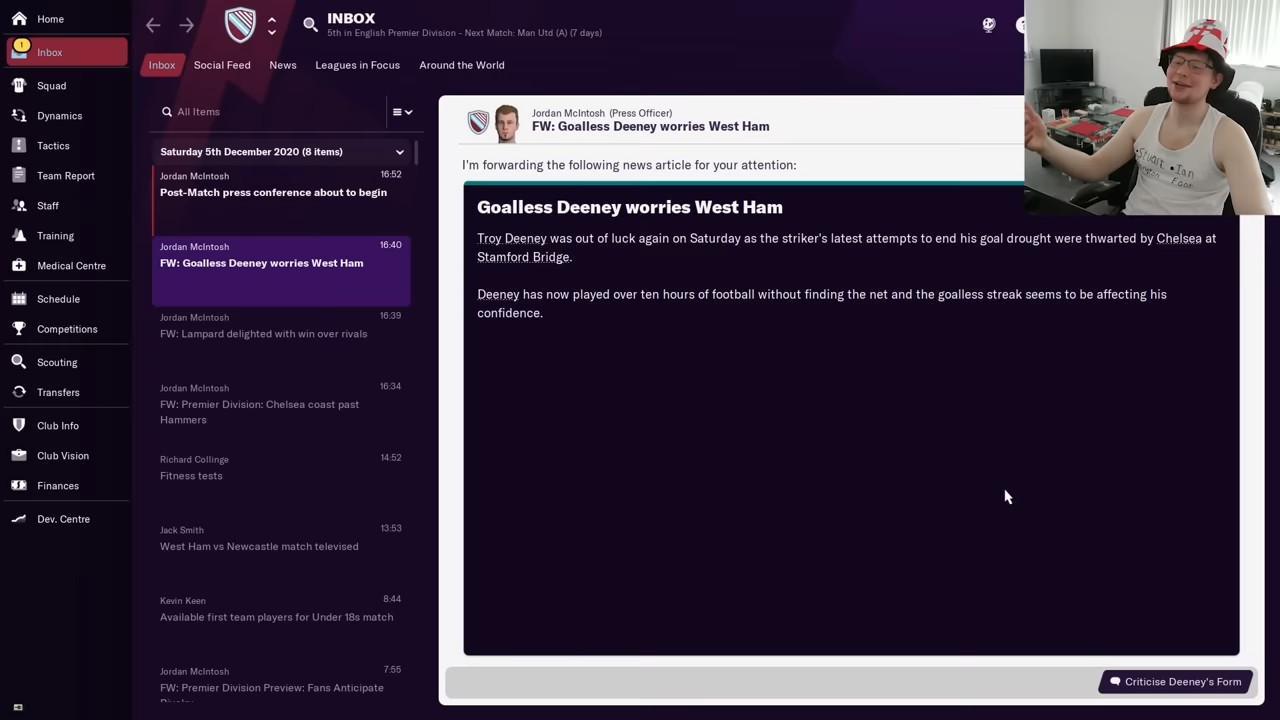 Home
1
Inbox
Squad
Dynamics
Tactics
Team Report
Staff
Training
Medical Centre
Schedule
Competitions
Scouting
Transfers
Club Info
Club Vision
Finances
Dev. Centre
INBOX
5th in English Premier Division - Next Match: Man Utd (A) (7 days)
Inbox
Social Feed
News
Leagues in Focus
Around the World
All Items
Saturday 5th December 2020 (8 items)
Jordan McIntosh 16:52
Post-Match press conference about to begin
Jordan McIntosh 16:40
FW: Goalless Deeney worries West Ham
Jordan McIntosh 16:39
FW: Lampard delighted with win over rivals
Jordan McIntosh 16:34
FW: Premier Division: Chelsea coast past
Hammers
Richard Collinge 14:52
Fitness tests
Jack Smith 13:53
West Ham vs Newcastle match televised
Kevin Keen 8:44
Available first team players for Under 18s match
Jordan McIntosh 7:55
FW: Premier Division Preview: Fans Anticipate
Jordan McIntosh (Press Officer)
FW: Goalless Deeney worries West Ham
I'm forwarding the following news article for your attention:
Goalless Deeney worries West Ham
Troy Deeney was out of luck again on Saturday as the striker's latest attempts to end his goal drought were thwarted by Chelsea at
Stamford Bridge.
Deeney has now played over ten hours of football without finding the net and the goalless streak seems to be affecting his
confidence.
Criticise Deeney's Form
Stuart
Ian